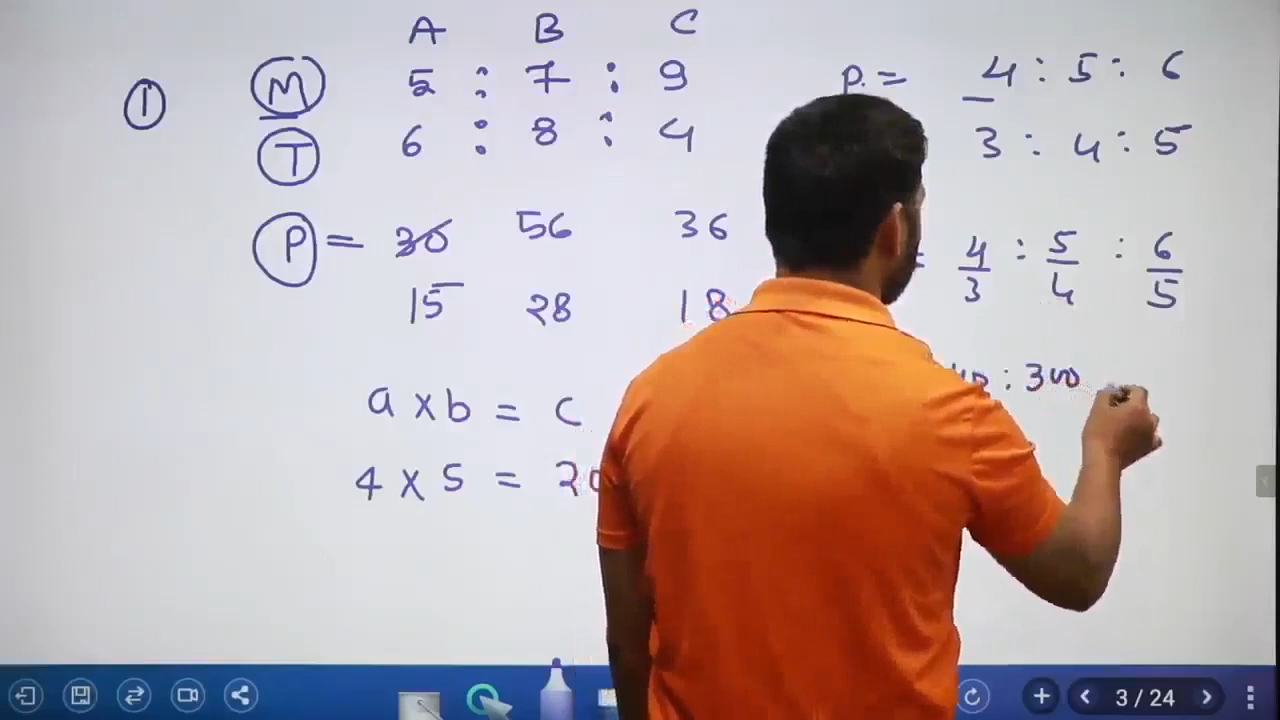 A B C
① M 5 : 7 : 9
T 6 : 8 : 4
P = 30 56 36
15 28 18
a x b = c
4 x 5 = 20
P. = 4 : 5 : 6
3 : 4 : 5
= 4/3 : 5/4 : 6/5
: 300
3 / 24